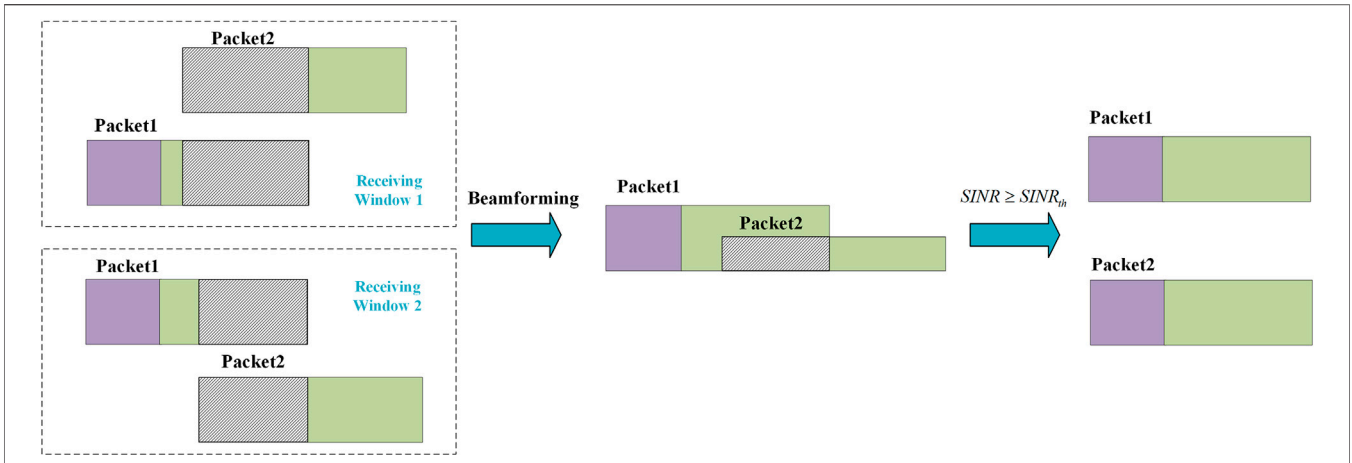 Packet2
Packet1
Receiving
Window 1
Packet1
Receiving
Window 2
Packet2
Beamforming
Packet1
Packet2
SINR ≥ SINR_th
Packet1
Packet2